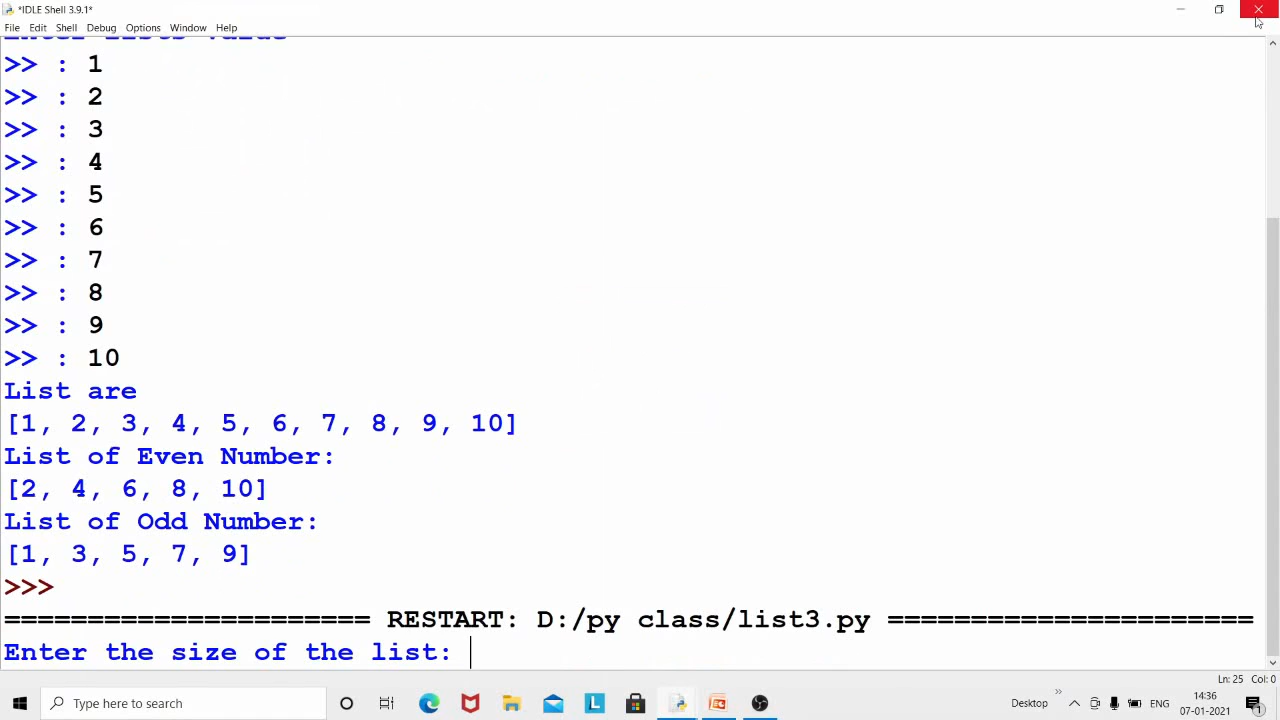 *IDLE Shell 3.9.1*
File Edit Shell Debug Options Window Help
>> : 1
>> : 2
>> : 3
>> : 4
>> : 5
>> : 6
>> : 7
>> : 8
>> : 9
>> : 10
List are
[1, 2, 3, 4, 5, 6, 7, 8, 9, 10]
List of Even Number:
[2, 4, 6, 8, 10]
List of Odd Number:
[1, 3, 5, 7, 9]
>>>
====================== RESTART: D:/py class/list3.py ======================
Enter the size of the list:
Ln: 25 Col: 0
Type here to search
Desktop
ENG
14:36
07-01-2021
1